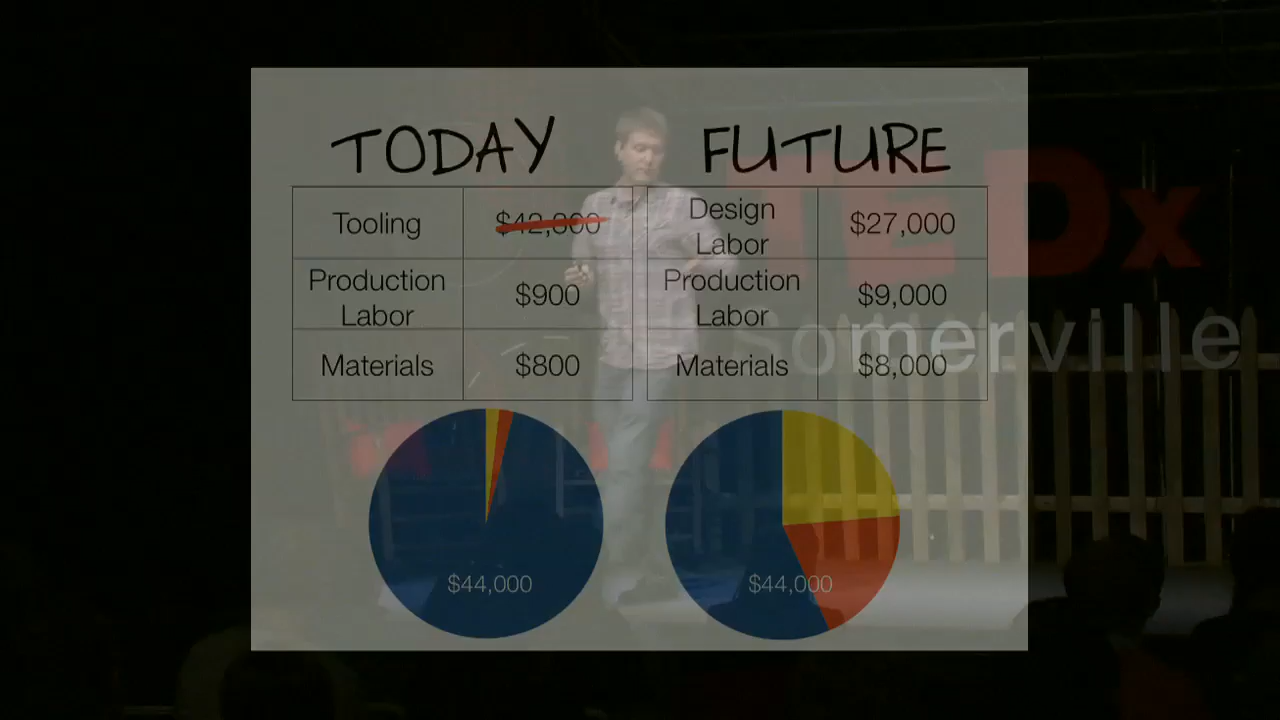 TODAY
FUTURE
Tooling
$42,000
Design
Labor
$27,000
Production
Labor
$900
Production
Labor
$9,000
Materials
$800
Materials
$8,000
$44,000
$44,000
TEDx
Somerville